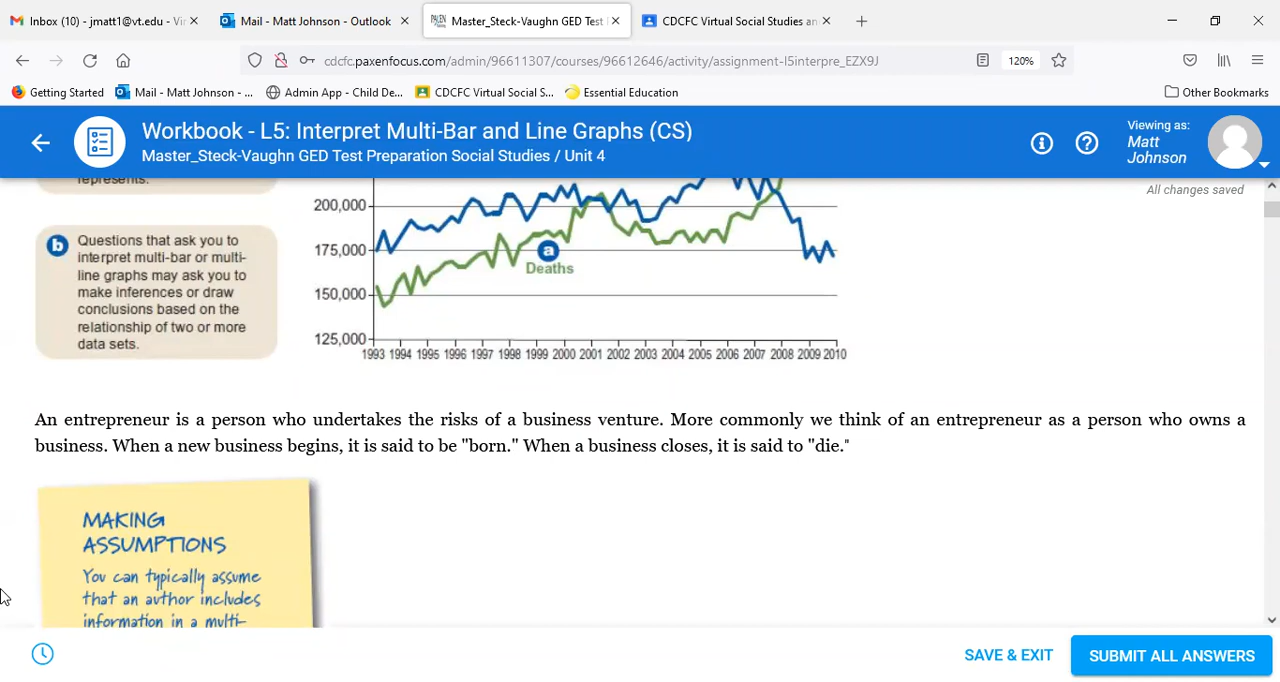 Inbox (10) - jmatt1@vt.edu - Vir
Mail - Matt Johnson - Outlook
PAXEN
Master_Steck-Vaughn GED Test
CDCFC Virtual Social Studies an
cdcfc.paxenfocus.com/admin/96611307/courses/96612646/activity/assignment-l5interpre_EZX9J
120%
Getting Started
Mail - Matt Johnson - ...
Admin App - Child De...
CDCFC Virtual Social S...
Essential Education
Other Bookmarks
Workbook - L5: Interpret Multi-Bar and Line Graphs (CS)
Master_Steck-Vaughn GED Test Preparation Social Studies / Unit 4
Viewing as:
Matt
Johnson
All changes saved
represents.
b Questions that ask you to
interpret multi-bar or multi-
line graphs may ask you to
make inferences or draw
conclusions based on the
relationship of two or more
data sets.
200,000
175,000
150,000
125,000
a
Deaths
1993 1994 1995 1996 1997 1998 1999 2000 2001 2002 2003 2004 2005 2006 2007 2008 2009 2010
An entrepreneur is a person who undertakes the risks of a business venture. More commonly we think of an entrepreneur as a person who owns a
business. When a new business begins, it is said to be "born." When a business closes, it is said to "die."
MAKING
ASSUMPTIONS
You can typically assume
that an author includes
information in a multi-
SAVE & EXIT
SUBMIT ALL ANSWERS